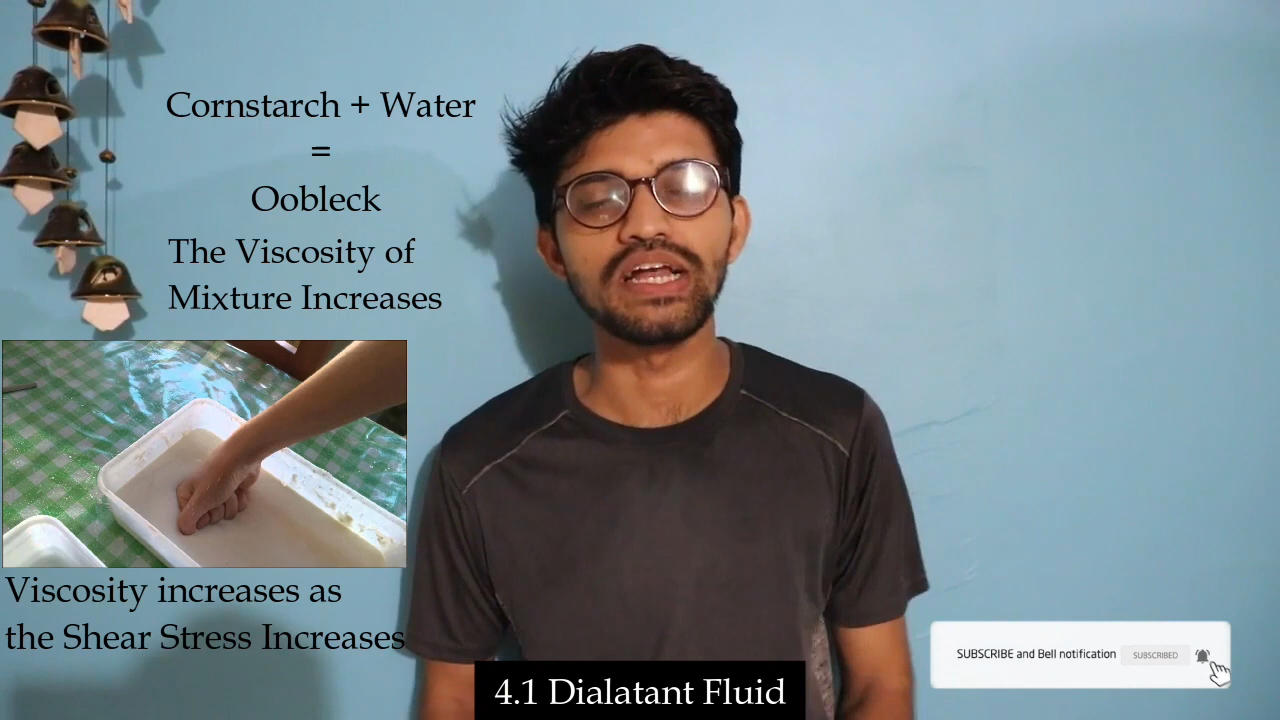 Cornstarch + Water
=
Oobleck
The Viscosity of
Mixture Increases
Viscosity increases as
the Shear Stress Increases
SUBSCRIBE and Bell notification SUBSCRIBED
4.1 Dialatant Fluid